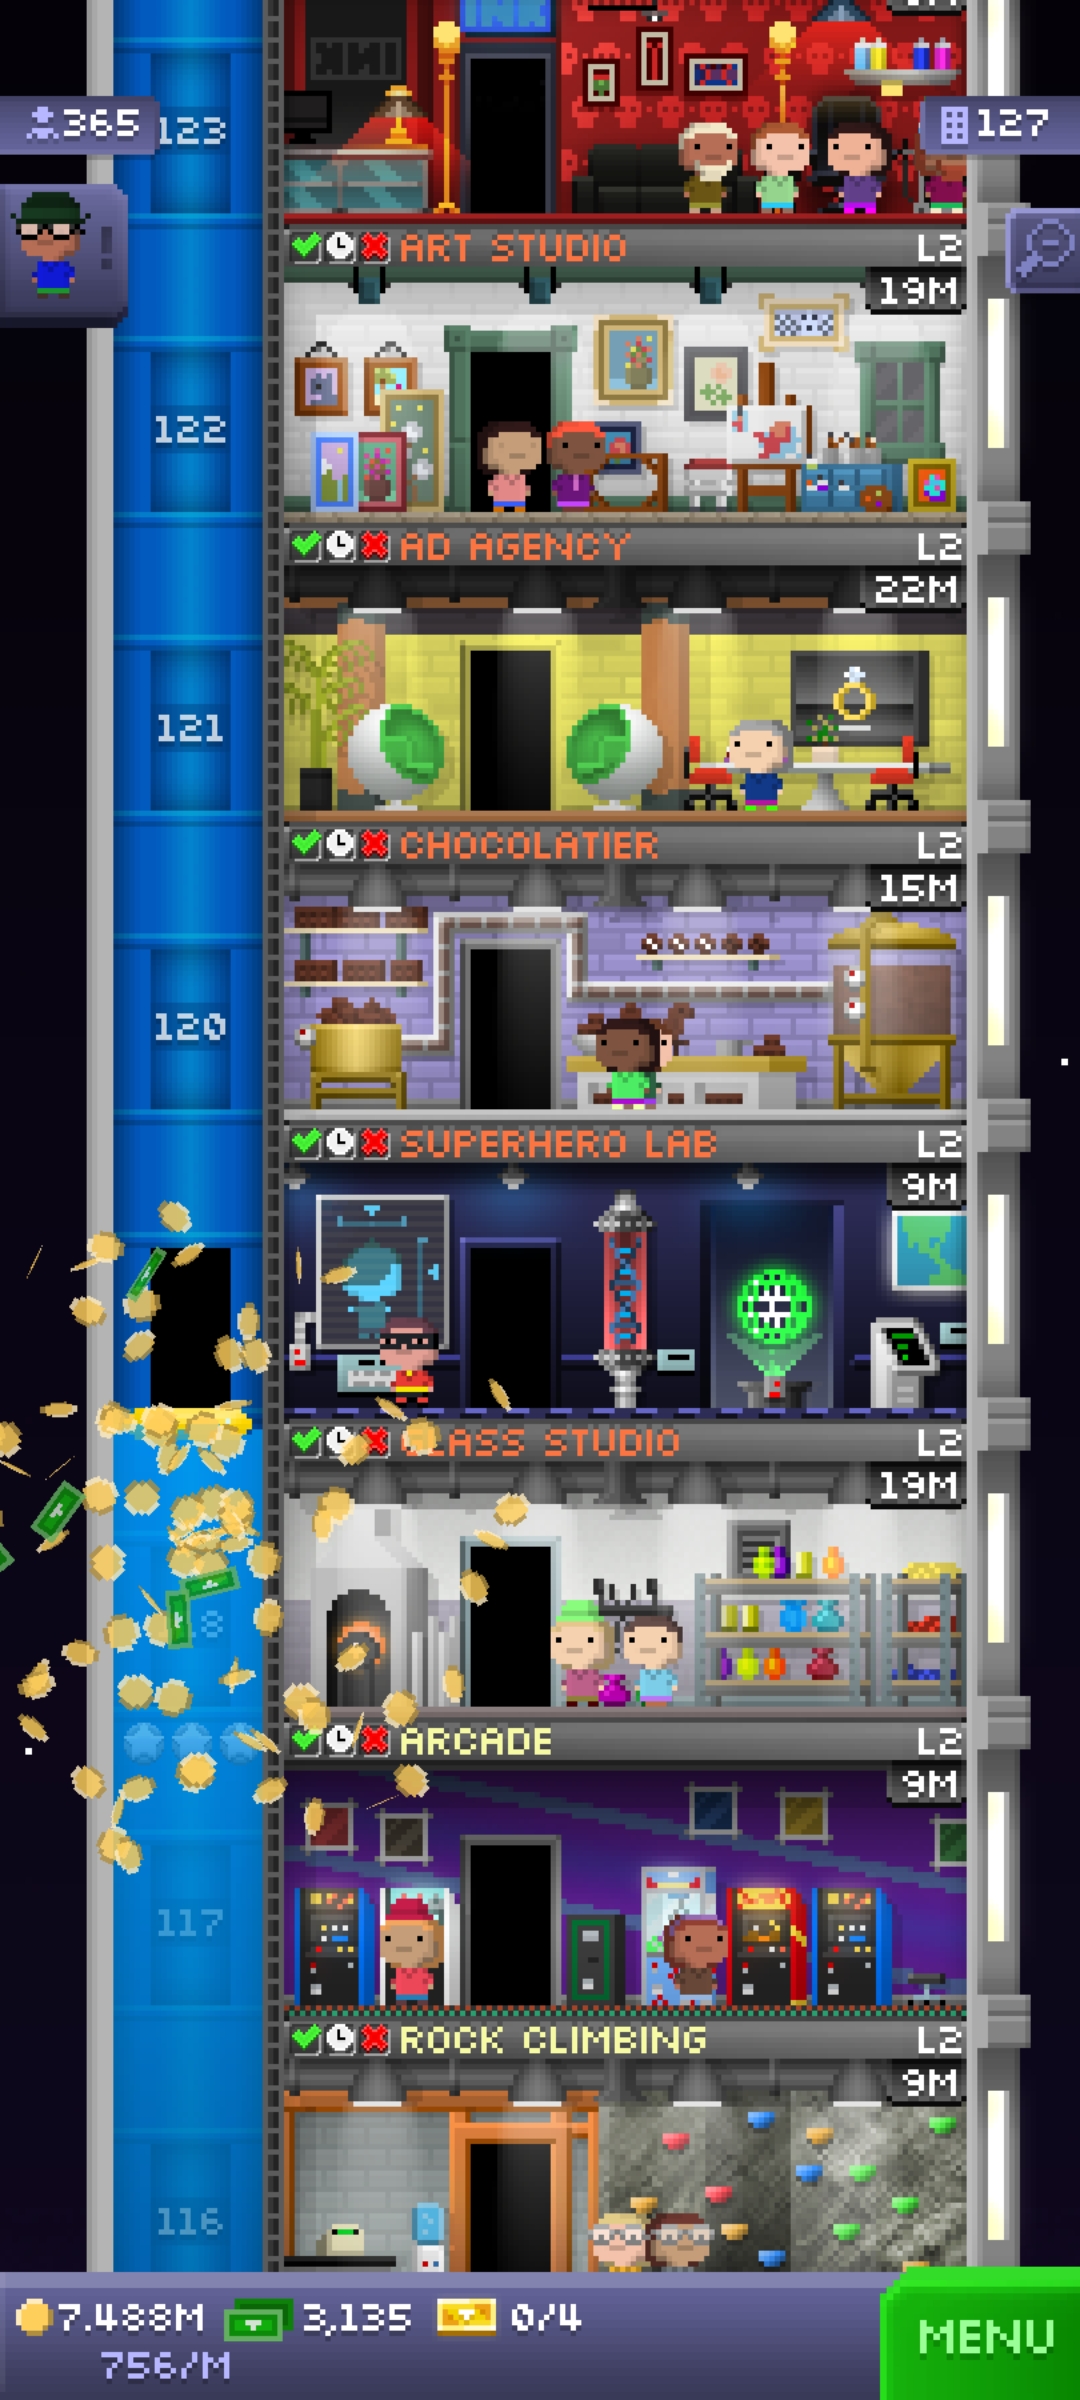 INK
365
123
127
ART STUDIO L2
19M
122
AD AGENCY L2
22M
121
CHOCOLATIER L2
15M
120
SUPERHERO LAB L2
9M
GLASS STUDIO L2
19M
8
ARCADE L2
9M
117
ROCK CLIMBING L2
9M
116
7.488M 3,135 0/4
756/M
MENU